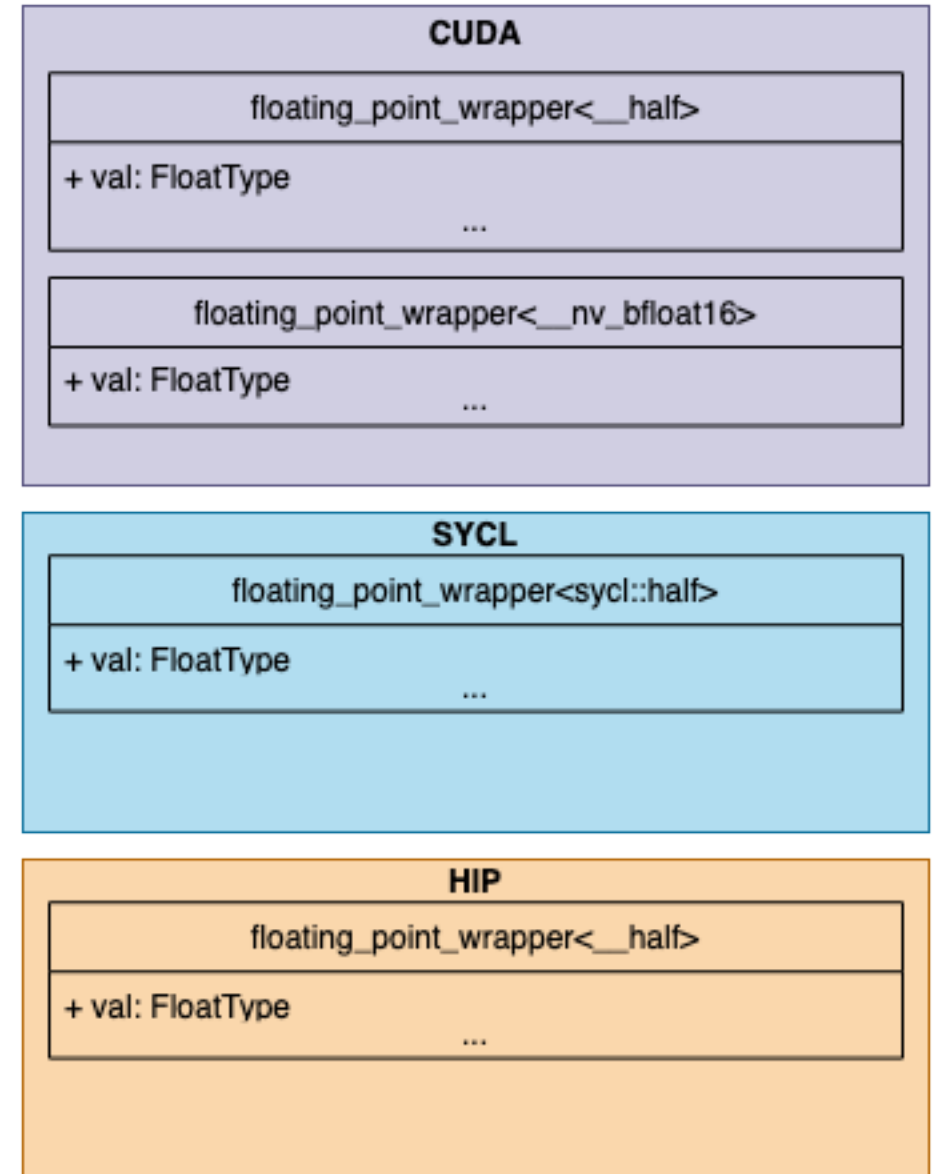 CUDA
floating_point_wrapper<__half>
+ val: FloatType
...
floating_point_wrapper<__nv_bfloat16>
+ val: FloatType
...
SYCL
floating_point_wrapper<sycl::half>
+ val: FloatType
...
HIP
floating_point_wrapper<__half>
+ val: FloatType
...